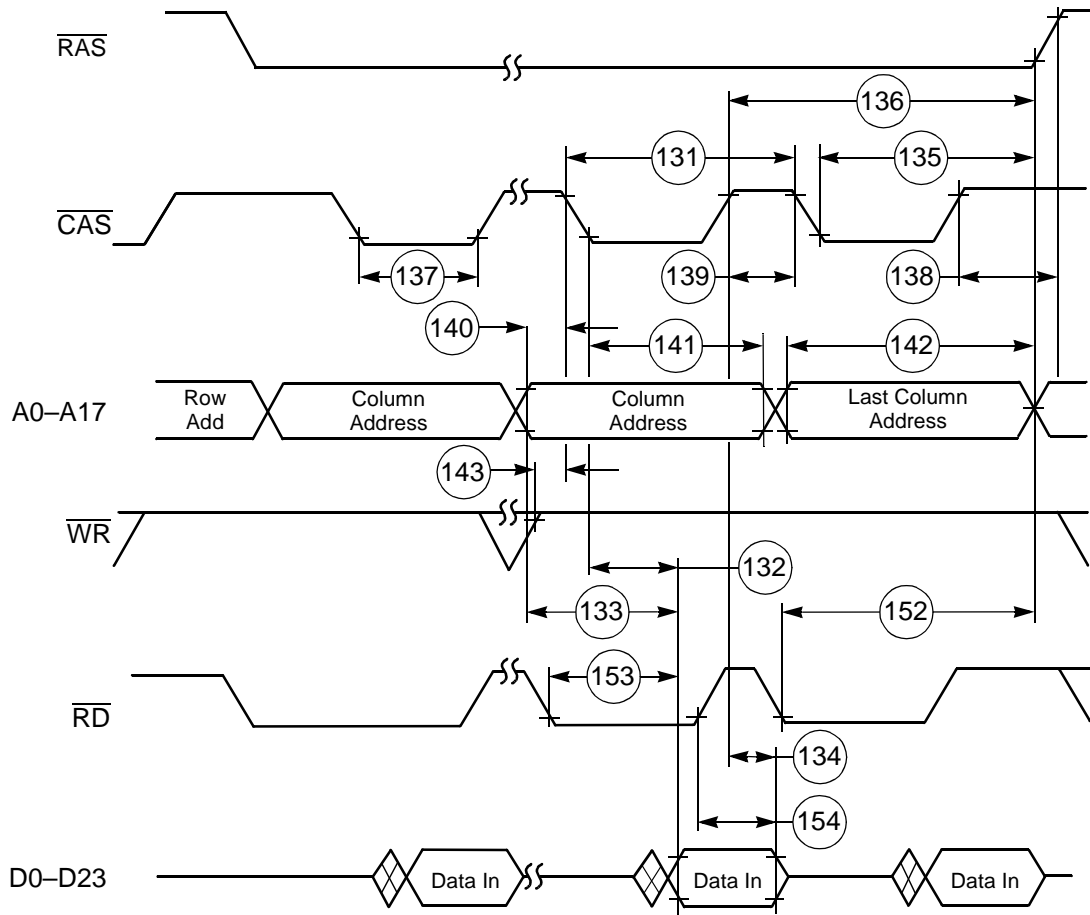 RAS
136
131
135
CAS
137
139
138
140
141
142
A0–A17
Row
Add
Column
Address
Column
Address
Last Column
Address
143
WR
132
133
152
153
RD
134
154
D0–D23
Data In
Data In
Data In